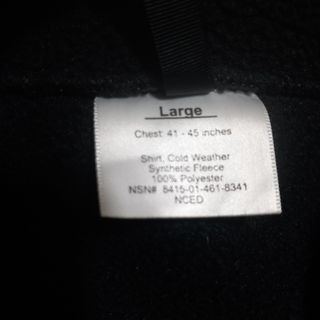 Large
Chest: 41 - 45 inches
Shirt, Cold Weather
Synthetic Fleece
100% Polyester
NSN# 8415-01-461-8341
NCED